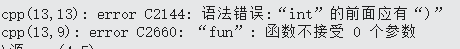 cpp(13,13): error C2144: 语法错误:“int”的前面应有“)”
cpp(13,9): error C2660: “fun”: 函数不接受 0 个参数